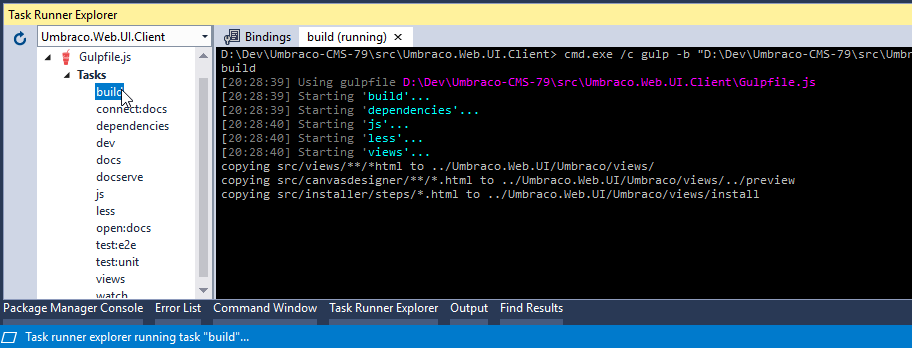 Task Runner Explorer
Umbraco.Web.UI.Client
Gulpfile.js
Tasks
build
connect:docs
dependencies
dev
docs
docserve
js
less
open:docs
test:e2e
test:unit
views
watch
Bindings
build (running)
D:\Dev\Umbraco-CMS-79\src\Umbraco.Web.UI.Client> cmd.exe /c gulp -b "D:\Dev\Umbraco-CMS-79\src\Umbr
build
[20:28:39] Using gulpfile D:\Dev\Umbraco-CMS-79\src\Umbraco.Web.UI.Client\Gulpfile.js
[20:28:39] Starting 'build'...
[20:28:39] Starting 'dependencies'...
[20:28:40] Starting 'js'...
[20:28:40] Starting 'less'...
[20:28:40] Starting 'views'...
copying src/views/**/*html to ../Umbraco.Web.UI/Umbraco/views/
copying src/canvasdesigner/**/*.html to ../Umbraco.Web.UI/Umbraco/views/../preview
copying src/installer/steps/*.html to ../Umbraco.Web.UI/Umbraco/views/install
Package Manager Console Error List Command Window Task Runner Explorer Output Find Results
Task runner explorer running task "build"...